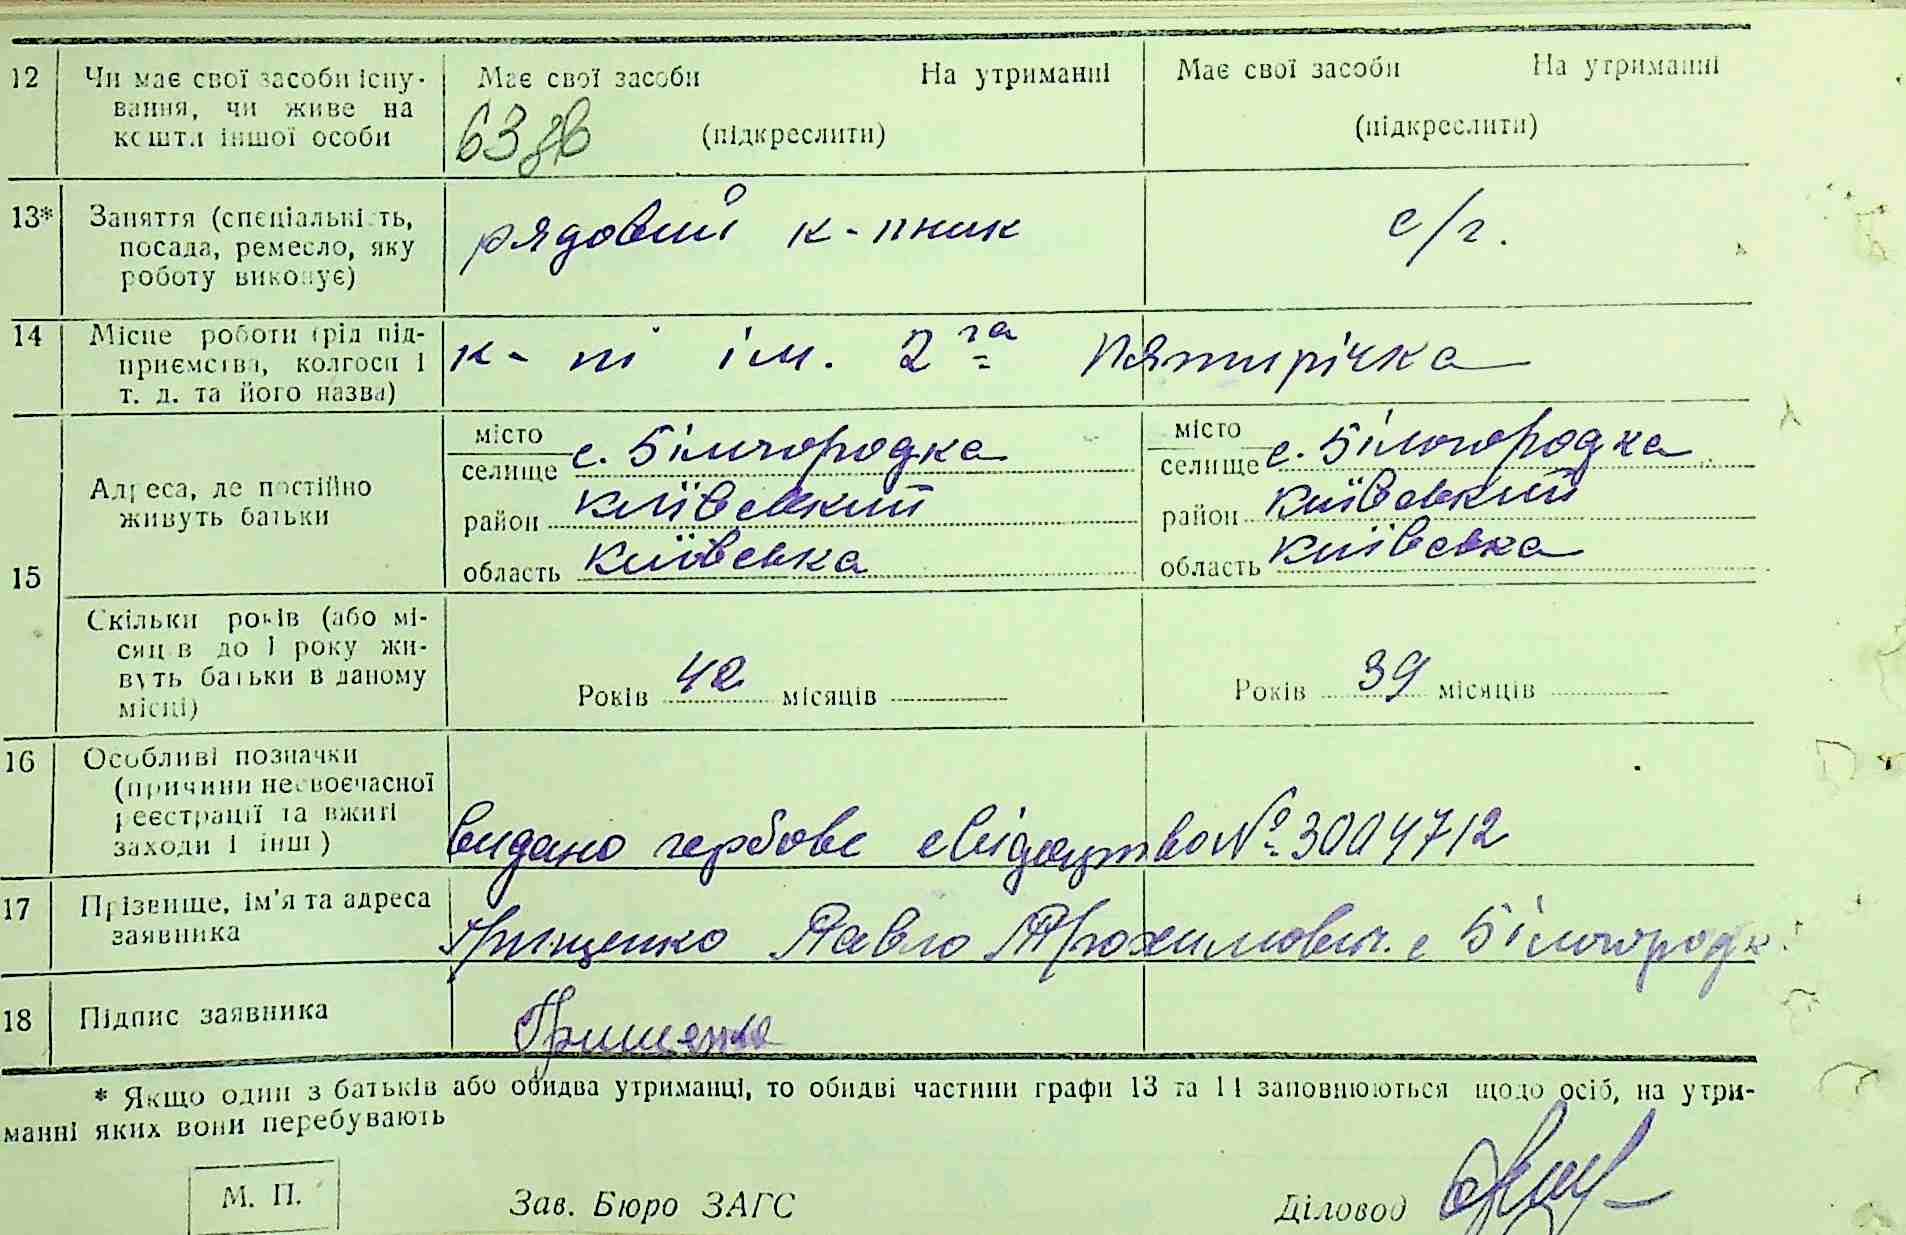 12 Чи має свої засоби існу- Має свої засоби На утриманні Має свої засоби На утриманні
вання, чи живе на
кошти іншої особи (підкреслити) (підкреслити)
13* Заняття (спеціальність,
посада, ремесло, яку рядовий к-пник с/г.
роботу виконує)
14 Місце роботи (рід під-
приємства, колгосп і к-пі ім. 2га пятирічка
т. д. та його назва)
15 Адреса, де постійно
живуть батьки
місто
селище с. Білогородка
район Київський
область Київська
місто
селище с. Білогородка
район Київський
область Київська
Скільки років (або мі-
сяців до 1 року жи-
вуть батьки в даному
місці)
Років 42 місяців
Років 39 місяців
16 Особливі позначки
(причини несвоєчасної
реєстрації та вжиті
заходи і інш) видано гербове свідоцтво № 3004712
17 Прізвище, ім'я та адреса
заявника Грищенко Павло Трохимович. с Білогородк
18 Підпис заявника Грищенко
* Якщо один з батьків або обидва утриманці, то обидві частини графи 13 та 14 заповнюються щодо осіб, на утри-
манні яких вони перебувають
М. П. Зав. Бюро ЗАГС Діловод